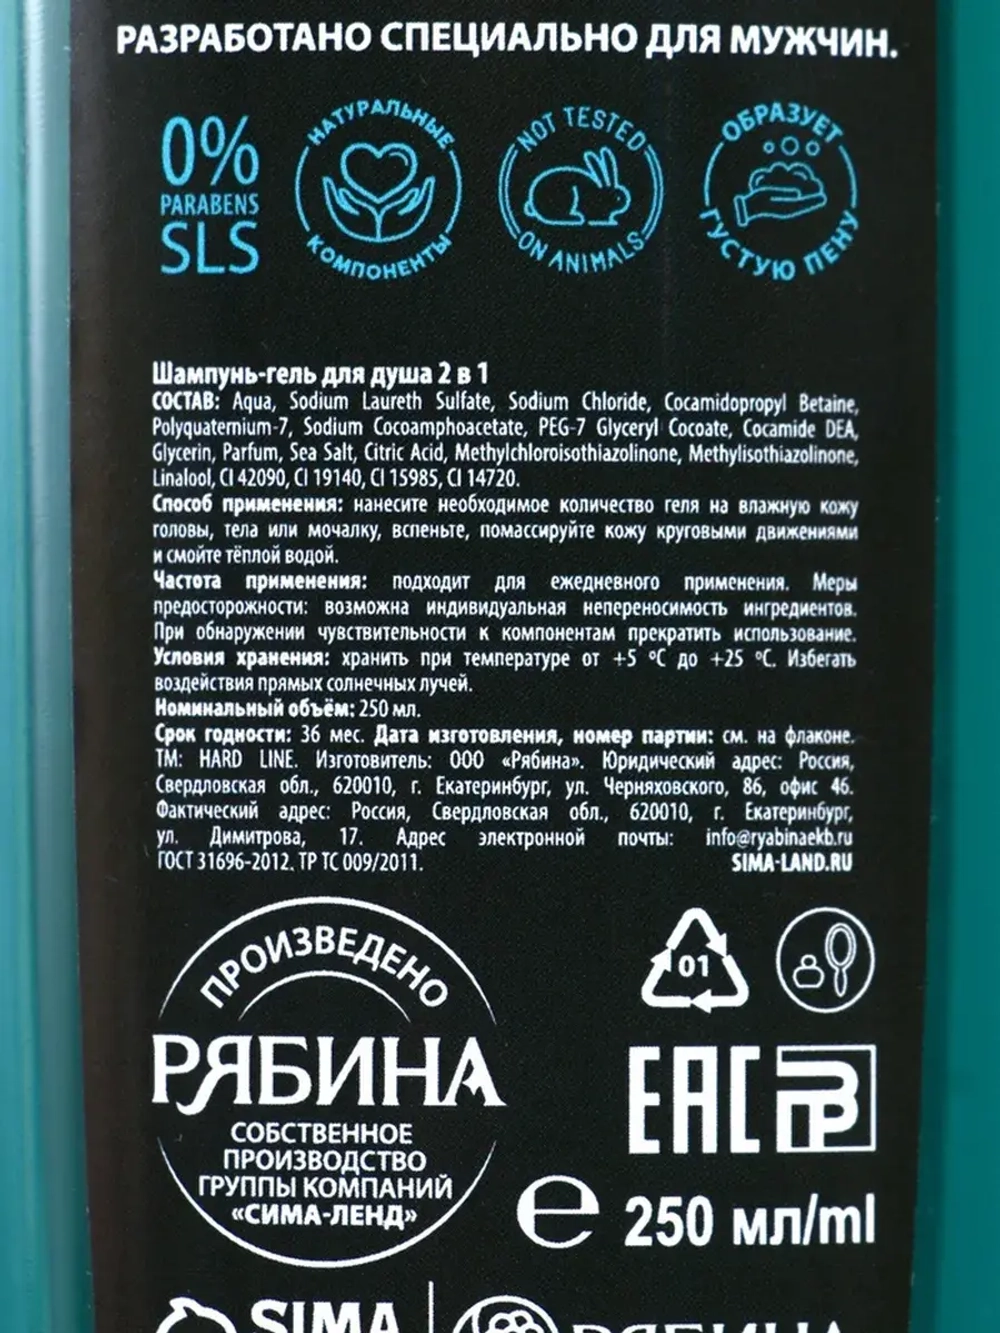 РАЗРАБОТАНО СПЕЦИАЛЬНО ДЛЯ МУЖЧИН.
0%
PARABENS
SLS
НАТУРАЛЬНЫЕ
КОМПОНЕНТЫ
NOT TESTED
ON ANIMALS
ОБРАЗУЕТ
ГУСТУЮ ПЕНУ
Шампунь-гель для душа 2 в 1
СОСТАВ: Aqua, Sodium Laureth Sulfate, Sodium Chloride, Cocamidopropyl Betaine,
Polyquaternium-7, Sodium Cocoamphoacetate, PEG-7 Glyceryl Cocoate, Cocamide DEA,
Glycerin, Parfum, Sea Salt, Citric Acid, Methylchloroisothiazolinone, Methylisothiazolinone,
Linalool, CI 42090, CI 19140, CI 15985, CI 14720.
Способ применения: нанесите необходимое количество геля на влажную кожу
головы, тела или мочалку, вспеньте, помассируйте кожу круговыми движениями
и смойте тёплой водой.
Частота применения: подходит для ежедневного применения. Меры
предосторожности: возможна индивидуальная непереносимость ингредиентов.
При обнаружении чувствительности к компонентам прекратить использование.
Условия хранения: хранить при температуре от +5 °C до +25 °C. Избегать
воздействия прямых солнечных лучей.
Номинальный объём: 250 мл.
Срок годности: 36 мес. Дата изготовления, номер партии: см. на флаконе.
TM: HARD LINE. Изготовитель: ООО «Рябина». Юридический адрес: Россия,
Свердловская обл., 620010, г. Екатеринбург, ул. Черняховского, 86, офис 46.
Фактический адрес: Россия, Свердловская обл., 620010, г. Екатеринбург,
ул. Димитрова, 17. Адрес электронной почты: info@ryabinaekb.ru
ГОСТ 31696-2012. ТР ТС 009/2011. SIMA-LAND.RU
ПРОИЗВЕДЕНО
РЯБИНА
СОБСТВЕННОЕ
ПРОИЗВОДСТВО
ГРУППЫ КОМПАНИЙ
«СИМА-ЛЕНД»
01
EAC
e 250 мл/ml
SIMA
РЯБИНА